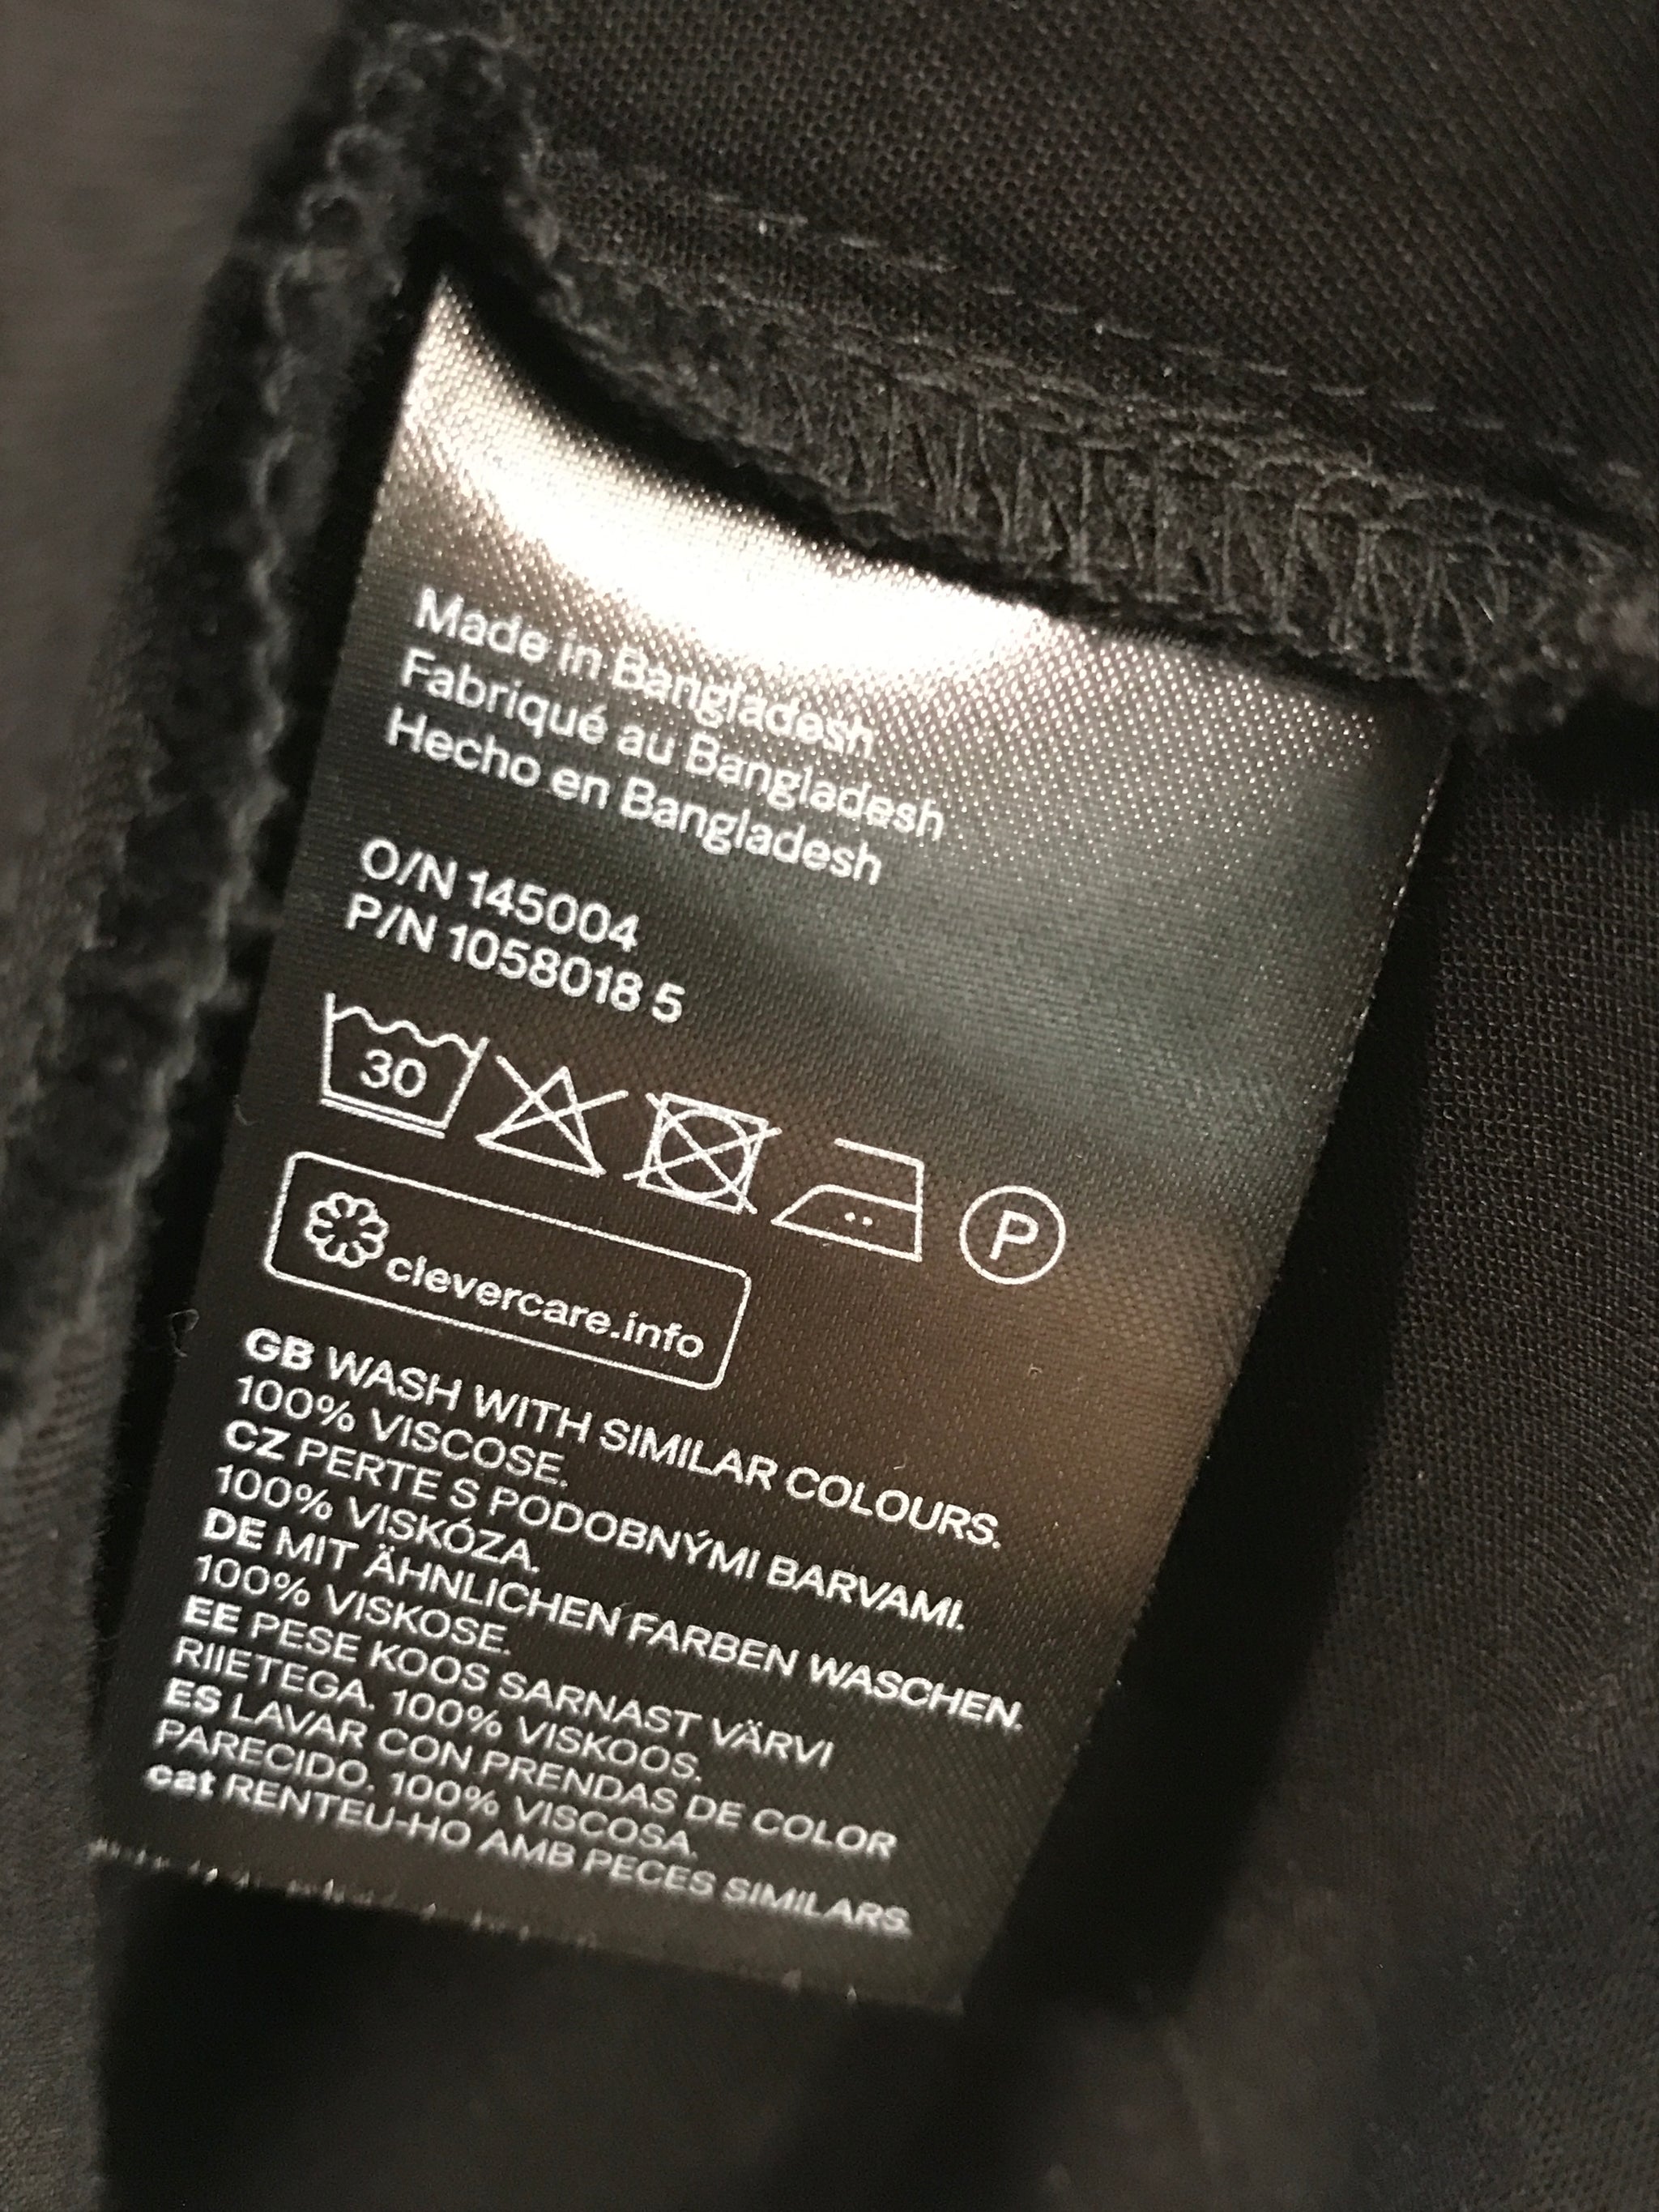 Made in Bangladesh
Fabriqué au Bangladesh
Hecho en Bangladesh
O/N 145004
P/N 1058018 5
30
P
clevercare.info
GB WASH WITH SIMILAR COLOURS.
100% VISCOSE.
CZ PERTE S PODOBNÝMI BARVAMI.
100% VISKÓZA.
DE MIT ÄHNLICHEN FARBEN WASCHEN.
100% VISKOSE.
EE PESE KOOS SARNAST VÄRVI
RIIETEGA. 100% VISKOOS.
ES LAVAR CON PRENDAS DE COLOR
PARECIDO. 100% VISCOSA.
cat RENTEU-HO AMB PECES SIMILARS.